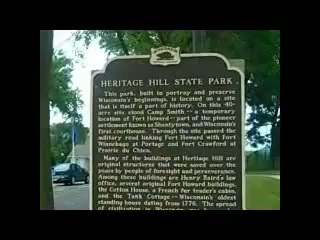 HERITAGE HILL STATE PARK
This park, built to portray and preserve
Wisconsin's beginnings, is located on a site
that is itself a part of history. On this 40-
acre site stood Camp Smith -- a temporary
location of Fort Howard -- part of the pioneer
settlement known as Shantytown, and Wisconsin's
first courthouse. Through the site passed the
military road linking Fort Howard with Fort
Winnebago at Portage and Fort Crawford at
Prairie du Chien.
Many of the buildings at Heritage Hill are
original structures that were saved over the
years by people of foresight and perseverance.
Among these buildings are Henry Baird's law
office, several original Fort Howard buildings,
the Cotton House, a French fur trader's cabin,
and the Tank Cottage -- Wisconsin's oldest
standing house dating from 1776. The spread
of civilization in Wisconsin